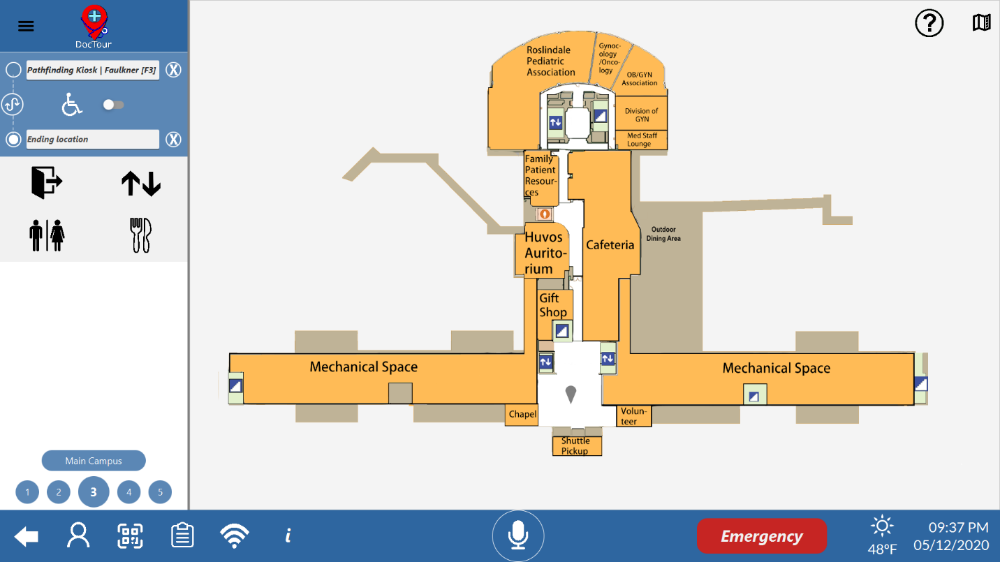 DocTour
Pathfinding Kiosk | Faulkner [F3]
X
Ending location
X
Main Campus
1
2
3
4
5
?
Roslindale
Pediatric
Association
Gynoc-
ology
/Onco-
logy
OB/GYN
Association
Division of
GYN
Med Staff
Lounge
Family
Patient
Resour-
ces
Huvos
Aurito-
rium
Cafeteria
Outdoor
Dining Area
Gift
Shop
Mechanical Space
Mechanical Space
Chapel
Volun-
teer
Shuttle
Pickup
i
Emergency
48°F
09:37 PM
05/12/2020